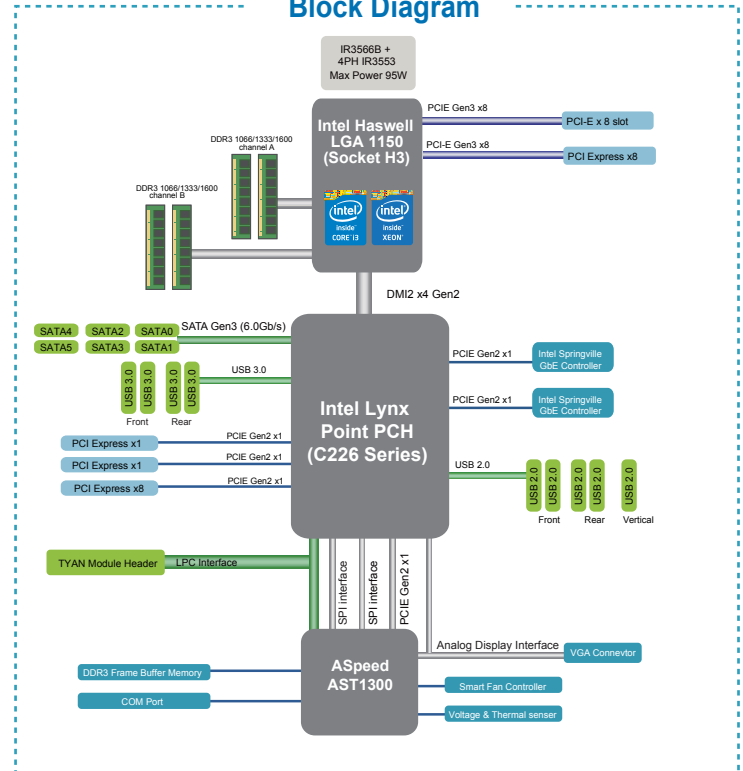 Block Diagram
IR3566B +
4PH IR3553
Max Power 95W
Intel Haswell
LGA 1150
(Socket H3)
PCIE Gen3 x8
PCI-E x 8 slot
PCI-E Gen3 x8
PCI Express x8
DDR3 1066/1333/1600
channel A
DDR3 1066/1333/1600
channel B
intel
inside
CORE i3
intel
inside
XEON
DMI2 x4 Gen2
SATA4
SATA2
SATA0
SATA Gen3 (6.0Gb/s)
SATA5
SATA3
SATA1
USB 3.0
USB 3.0
USB 3.0
USB 3.0
USB 3.0
Front
Rear
Intel Lynx
Point PCH
(C226 Series)
PCIE Gen2 x1
Intel Springville
GbE Controller
PCIE Gen2 x1
Intel Springville
GbE Controller
PCI Express x1
PCIE Gen2 x1
PCI Express x1
PCIE Gen2 x1
PCI Express x8
PCIE Gen2 x1
USB 2.0
USB 2.0
USB 2.0
USB 2.0
USB 2.0
USB 2.0
Front
Rear
Vertical
TYAN Module Header
LPC Interface
SPI interface
SPI interface
PCIE Gen2 x1
Analog Display Interface
VGA Connevtor
ASpeed
AST1300
DDR3 Frame Buffer Memory
COM Port
Smart Fan Controller
Voltage & Thermal senser